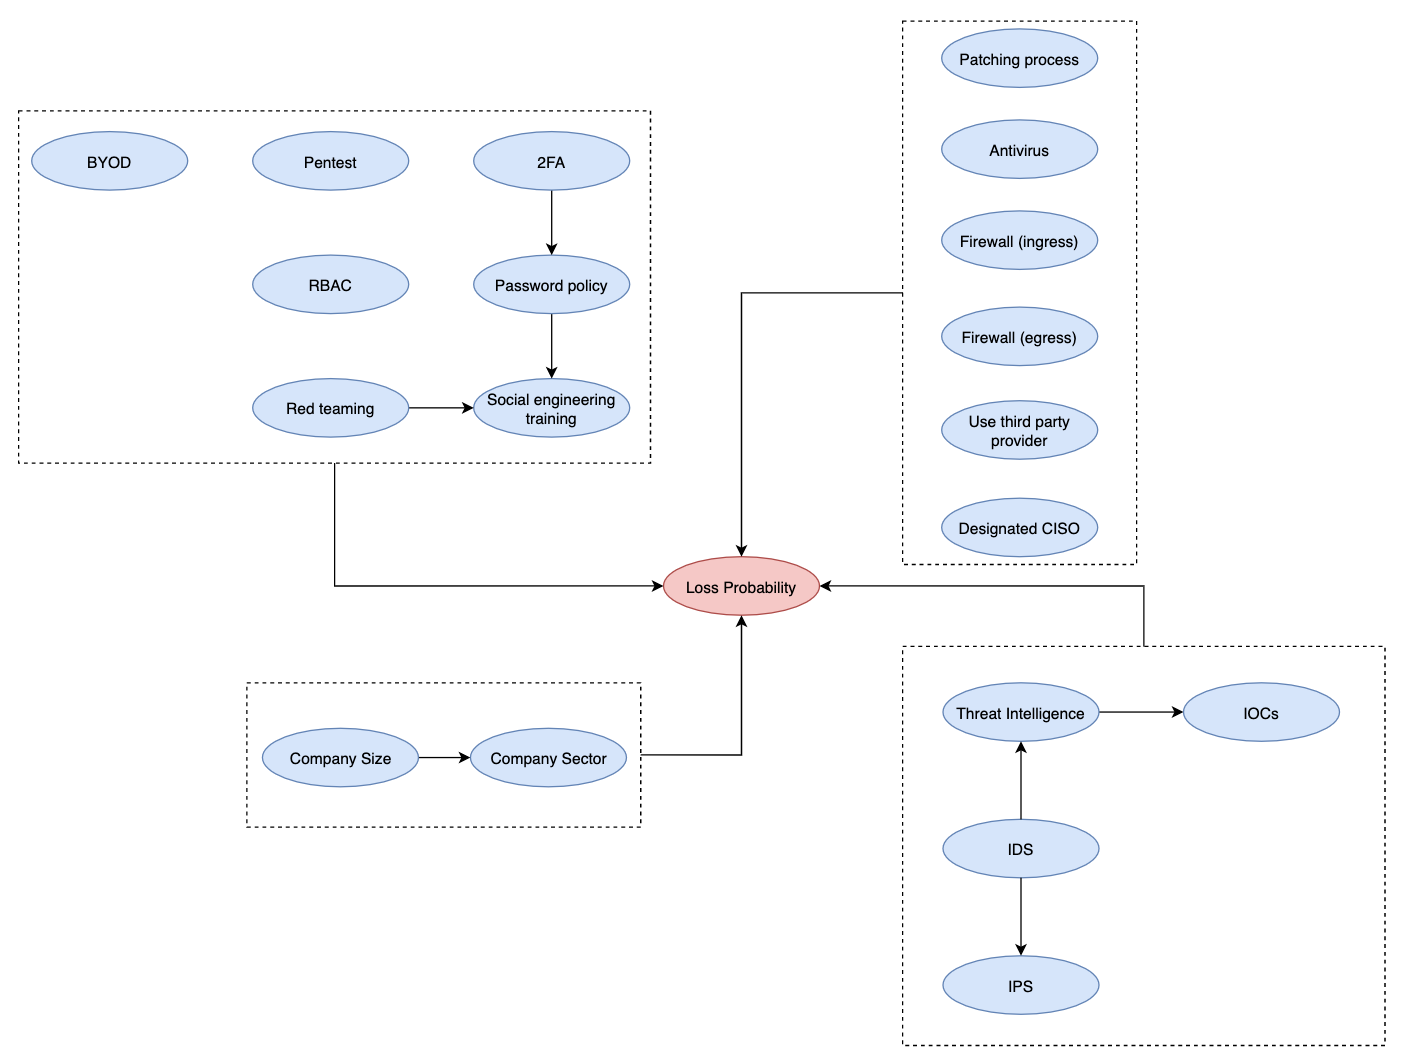 Patching process
Antivirus
Firewall (ingress)
Firewall (egress)
Use third party
provider
Designated CISO
BYOD
Pentest
2FA
RBAC
Password policy
Red teaming
Social engineering
training
Loss Probability
Company Size
Company Sector
Threat Intelligence
IOCs
IDS
IPS